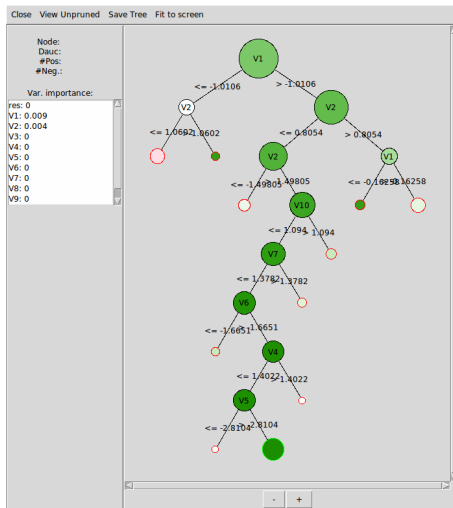 Close View Unpruned Save Tree Fit to screen
Node:
Dauc:
#Pos:
#Neg.:
Var. importance:
res: 0
V1: 0.009
V2: 0.004
V3: 0
V4: 0
V5: 0
V6: 0
V7: 0
V8: 0
V9: 0
V1
<= -1.0106 > -1.0106
V2 V2
<= 1.0602 > 1.0602 <= 0.8054 > 0.8054
V2 V1
<= -1.49805 > -1.49805 <= -0.16258 > -0.16258
V10
<= 1.094 > 1.094
V7
<= 1.3782 > 1.3782
V6
<= -1.6651 > -1.6651
V4
<= 1.4022 > 1.4022
V5
<= -2.8104 > -2.8104
- +